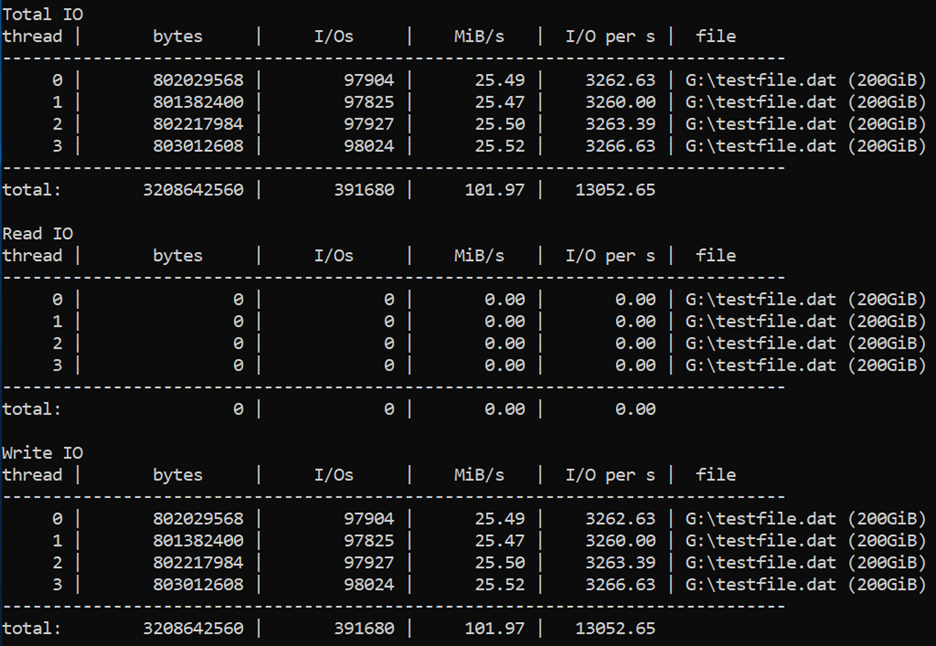 Total IO
thread |       bytes     |     I/Os     |    MiB/s   |  I/O per s |  file
------------------------------------------------------------------------------
     0 |       802029568 |        97904 |      25.49 |    3262.63 | G:\testfile.dat (200GiB)
     1 |       801382400 |        97825 |      25.47 |    3260.00 | G:\testfile.dat (200GiB)
     2 |       802217984 |        97927 |      25.50 |    3263.39 | G:\testfile.dat (200GiB)
     3 |       803012608 |        98024 |      25.52 |    3266.63 | G:\testfile.dat (200GiB)
------------------------------------------------------------------------------
total:        3208642560 |       391680 |     101.97 |   13052.65

Read IO
thread |       bytes     |     I/Os     |    MiB/s   |  I/O per s |  file
------------------------------------------------------------------------------
     0 |               0 |            0 |       0.00 |       0.00 | G:\testfile.dat (200GiB)
     1 |               0 |            0 |       0.00 |       0.00 | G:\testfile.dat (200GiB)
     2 |               0 |            0 |       0.00 |       0.00 | G:\testfile.dat (200GiB)
     3 |               0 |            0 |       0.00 |       0.00 | G:\testfile.dat (200GiB)
------------------------------------------------------------------------------
total:                 0 |            0 |       0.00 |       0.00

Write IO
thread |       bytes     |     I/Os     |    MiB/s   |  I/O per s |  file
------------------------------------------------------------------------------
     0 |       802029568 |        97904 |      25.49 |    3262.63 | G:\testfile.dat (200GiB)
     1 |       801382400 |        97825 |      25.47 |    3260.00 | G:\testfile.dat (200GiB)
     2 |       802217984 |        97927 |      25.50 |    3263.39 | G:\testfile.dat (200GiB)
     3 |       803012608 |        98024 |      25.52 |    3266.63 | G:\testfile.dat (200GiB)
------------------------------------------------------------------------------
total:        3208642560 |       391680 |     101.97 |   13052.65